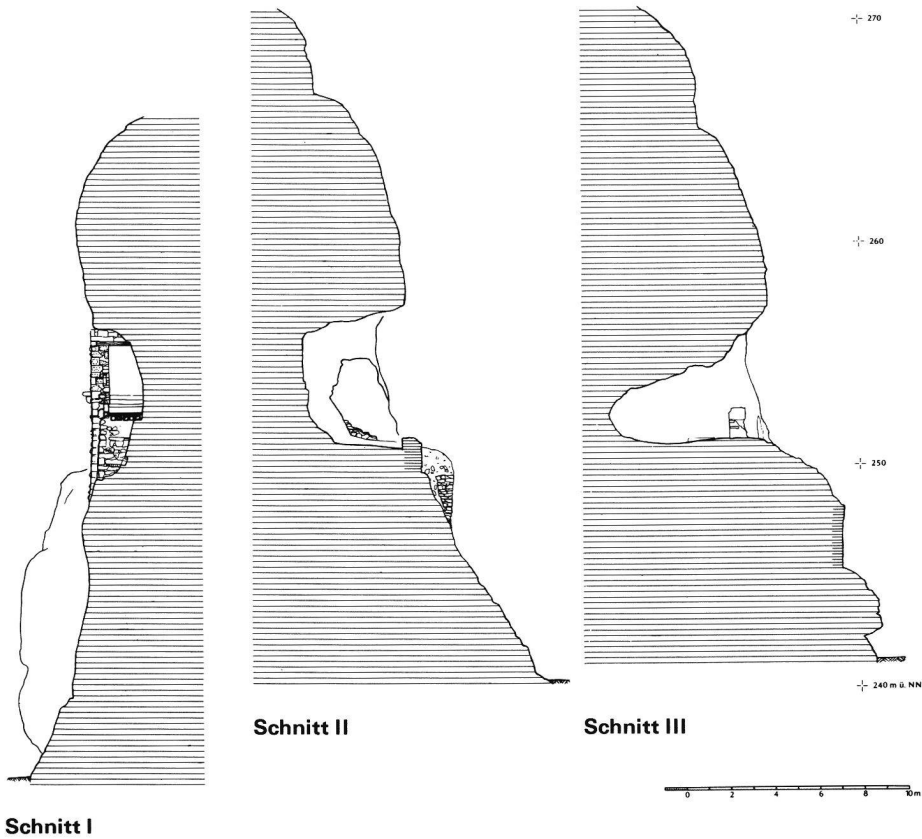 270
260
250
240 m ü. NN
Schnitt II
Schnitt III
0 2 4 6 8 10 m
Schnitt I